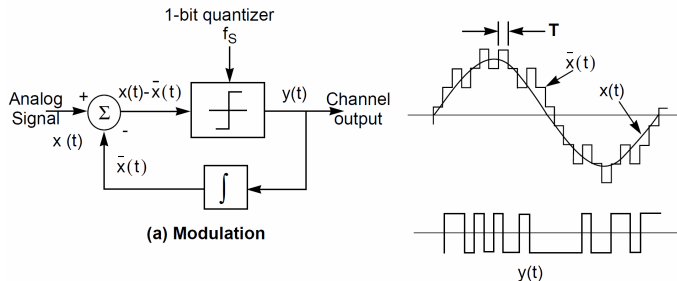 1-bit quantizer
fS
Analog
Signal
x (t)
+
Σ
-
x(t)-x̄(t)
y(t)
Channel
output
x̄(t)
∫
(a) Modulation
T
x̄(t)
x(t)
y(t)